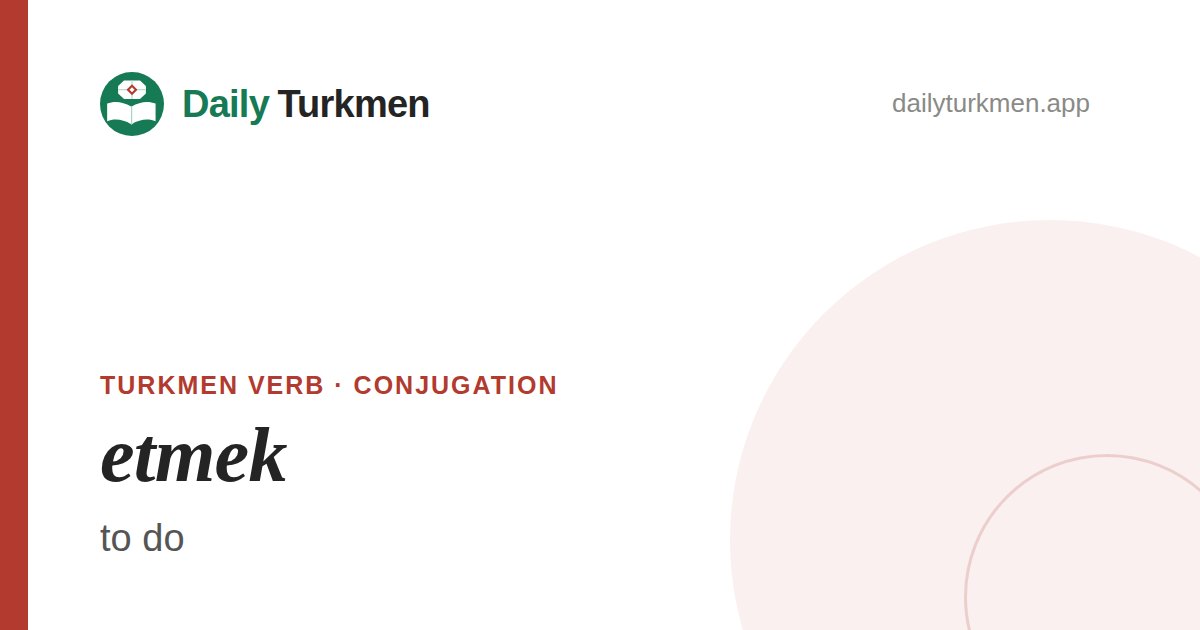 Daily Turkmen
dailyturkmen.app
TURKMEN VERB · CONJUGATION
etmek
to do